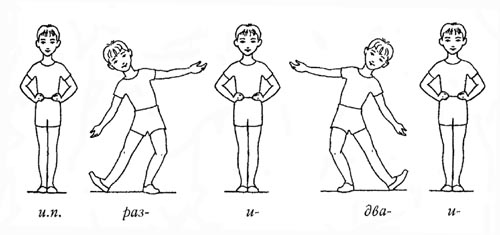 и.п. раз- и- два- и-